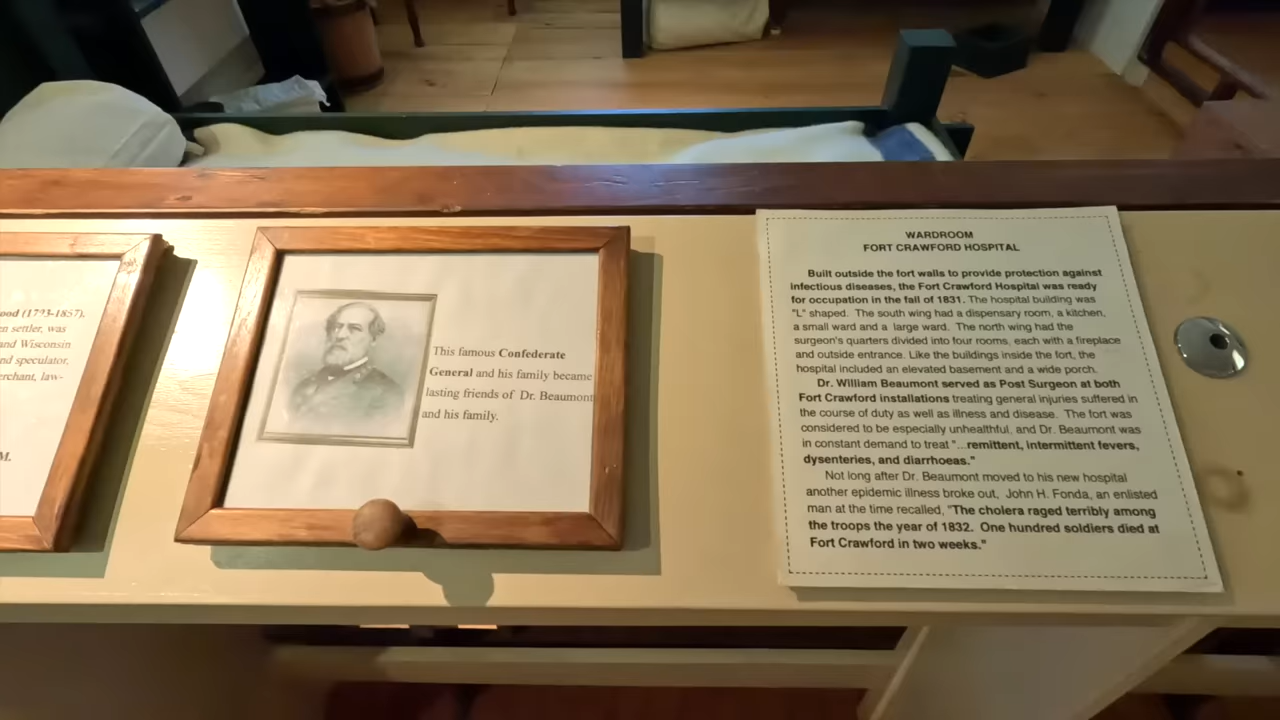 ood (1793-1857).
en settler, was
and Wisconsin
nd speculator,
erchant, law-
M.
This famous Confederate
General and his family became
lasting friends of Dr. Beaumont
and his family.
WARDROOM
FORT CRAWFORD HOSPITAL
Built outside the fort walls to provide protection against
infectious diseases, the Fort Crawford Hospital was ready
for occupation in the fall of 1831. The hospital building was
"L" shaped. The south wing had a dispensary room, a kitchen,
a small ward and a large ward. The north wing had the
surgeon's quarters divided into four rooms, each with a fireplace
and outside entrance. Like the buildings inside the fort, the
hospital included an elevated basement and a wide porch.
Dr. William Beaumont served as Post Surgeon at both
Fort Crawford installations treating general injuries suffered in
the course of duty as well as illness and disease. The fort was
considered to be especially unhealthful, and Dr. Beaumont was
in constant demand to treat "...remittent, intermittent fevers,
dysenteries, and diarrhoeas."
Not long after Dr. Beaumont moved to his new hospital
another epidemic illness broke out, John H. Fonda, an enlisted
man at the time recalled, "The cholera raged terribly among
the troops the year of 1832. One hundred soldiers died at
Fort Crawford in two weeks."